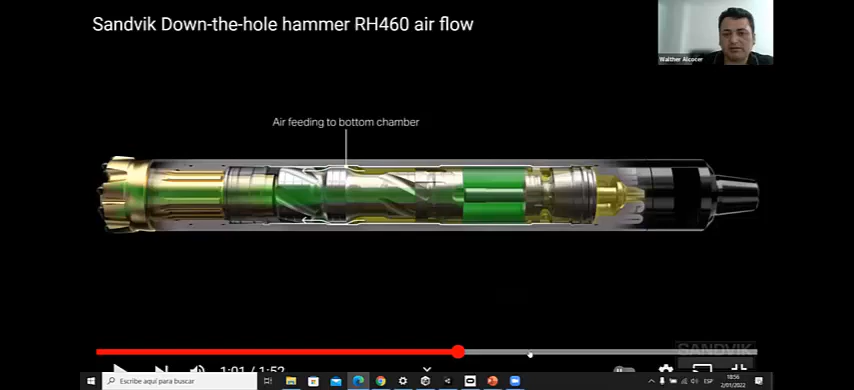 Sandvik Down-the-hole hammer RH460 air flow
Walther Alcocer
Air feeding to bottom chamber
SANDVIK
1:01 / 1:52
Escribe aquí para buscar
ESP
18:56
2/01/2022